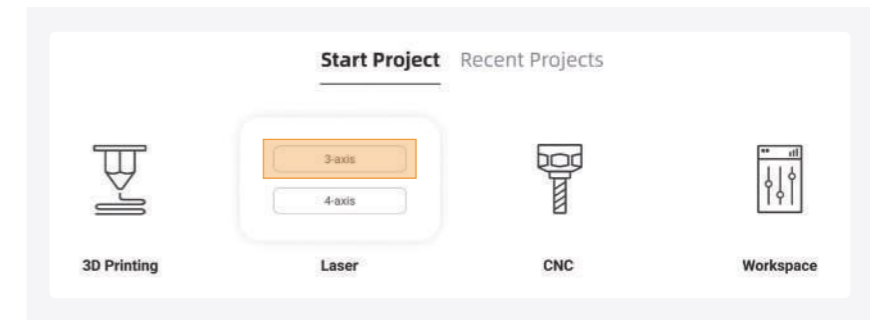 Start Project Recent Projects
3-axis
4-axis
3D Printing Laser CNC Workspace